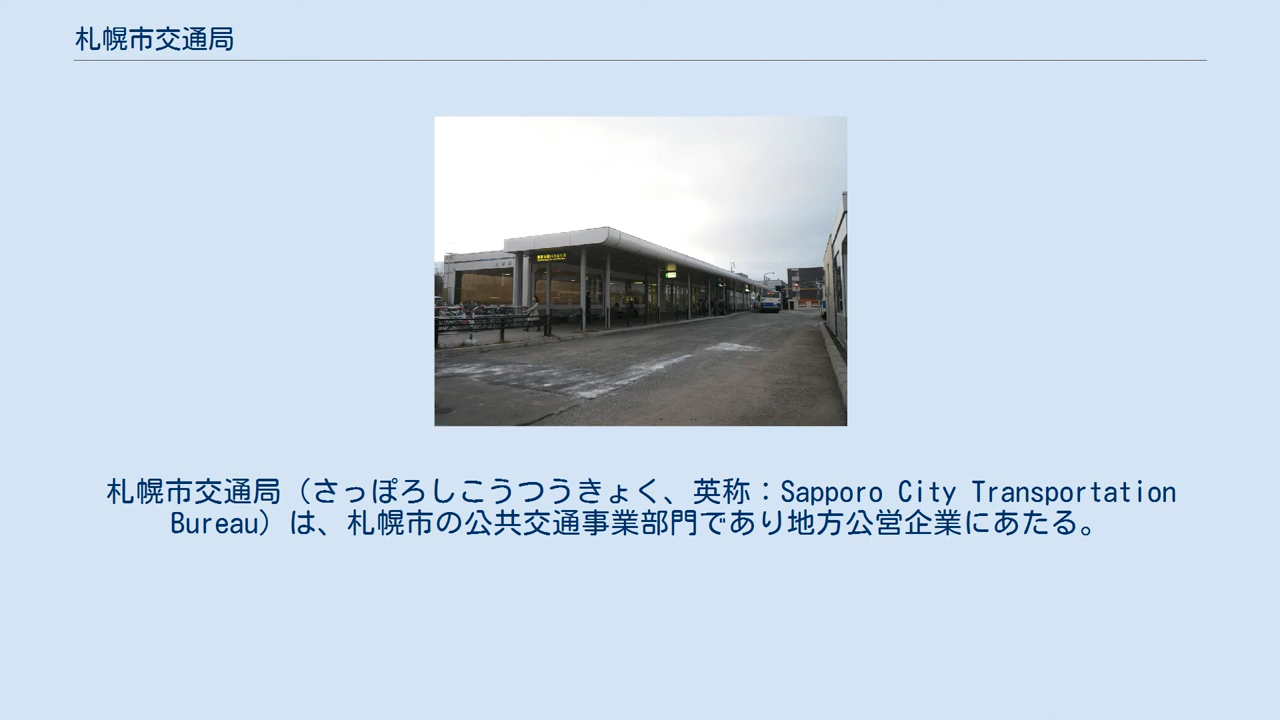 札幌市交通局
札幌市交通局（さっぽろしこうつうきょく、英称：Sapporo City Transportation
Bureau）は、札幌市の公共交通事業部門であり地方公営企業にあたる。